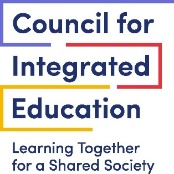 Council for
Integrated
Education
Learning Together
for a Shared Society